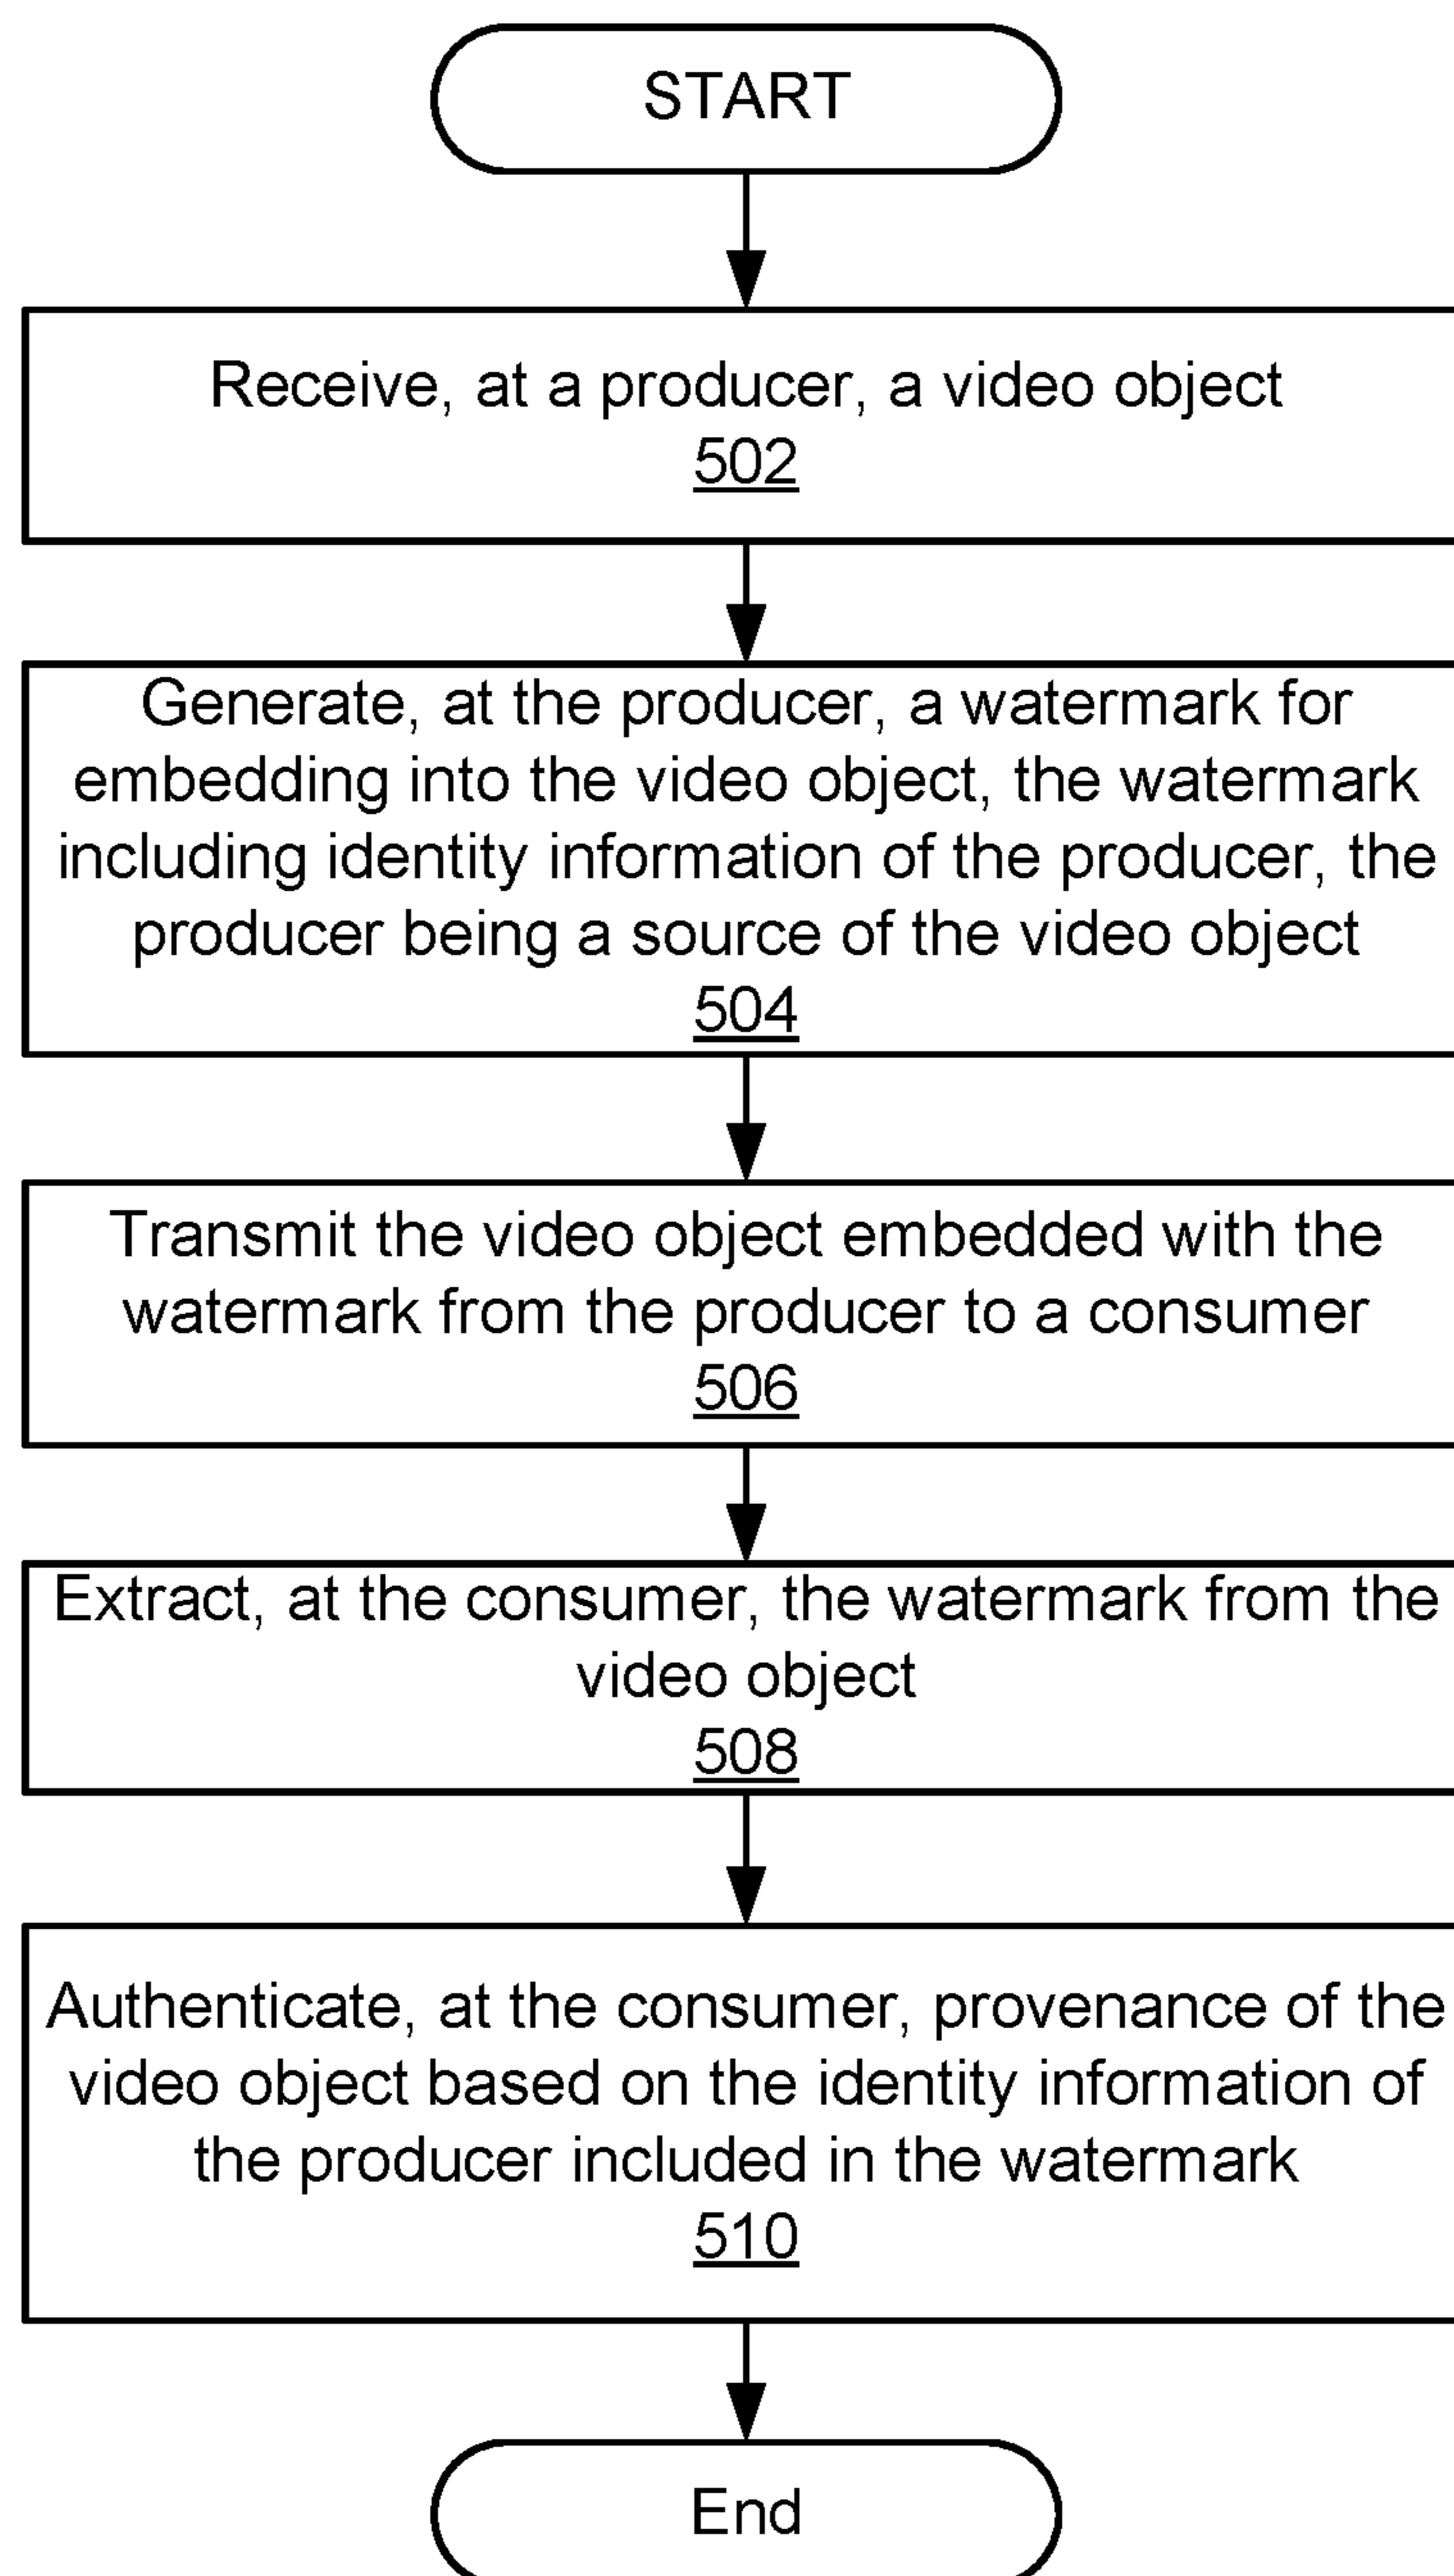 START
Receive, at a producer, a video object
502
Generate, at the producer, a watermark for
embedding into the video object, the watermark
including identity information of the producer, the
producer being a source of the video object
504
Transmit the video object embedded with the
watermark from the producer to a consumer
506
Extract, at the consumer, the watermark from the
video object
508
Authenticate, at the consumer, provenance of the
video object based on the identity information of
the producer included in the watermark
510
End